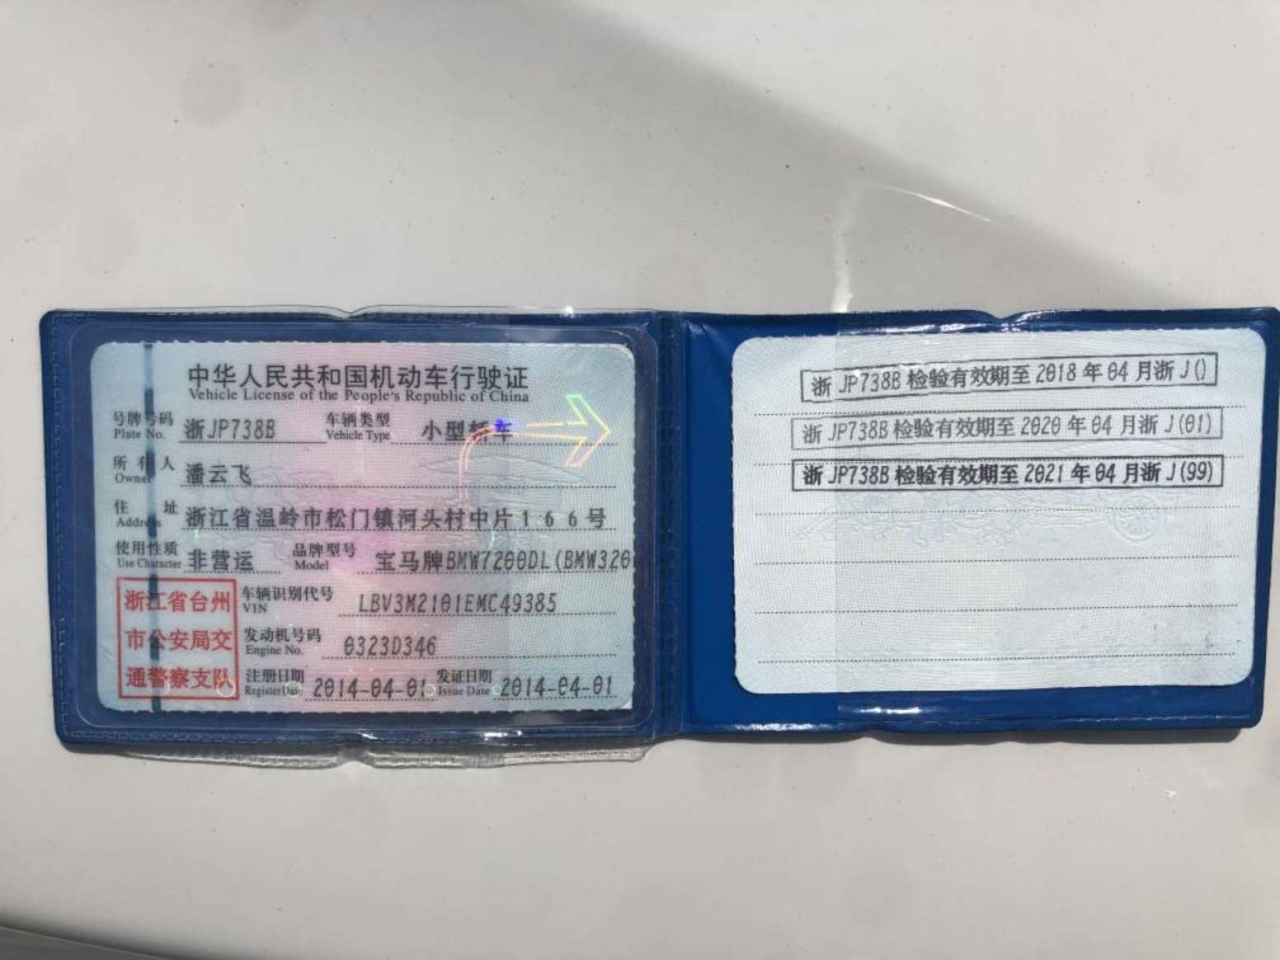 中华人民共和国机动车行驶证
Vehicle License of the People's Republic of China
号牌号码 浙JP738B 车辆类型 小型轿车
Plate No. Vehicle Type
所有人 潘云飞
Owner
住址 浙江省温岭市松门镇河头村中片166号
Address
使用性质 非营运 品牌型号 宝马牌BMW7200DL(BMW320
Use Character Model
浙江省台州
市公安局交
通警察支队
车辆识别代号 LBV3M2101EMC49385
VIN
发动机号码 0323D346
Engine No.
注册日期 2014-04-01 发证日期 2014-04-01
Register Date Issue Date
浙JP738B检验有效期至2018年04月浙J()
浙JP738B检验有效期至2020年04月浙J(01)
浙JP738B检验有效期至2021年04月浙J(99)